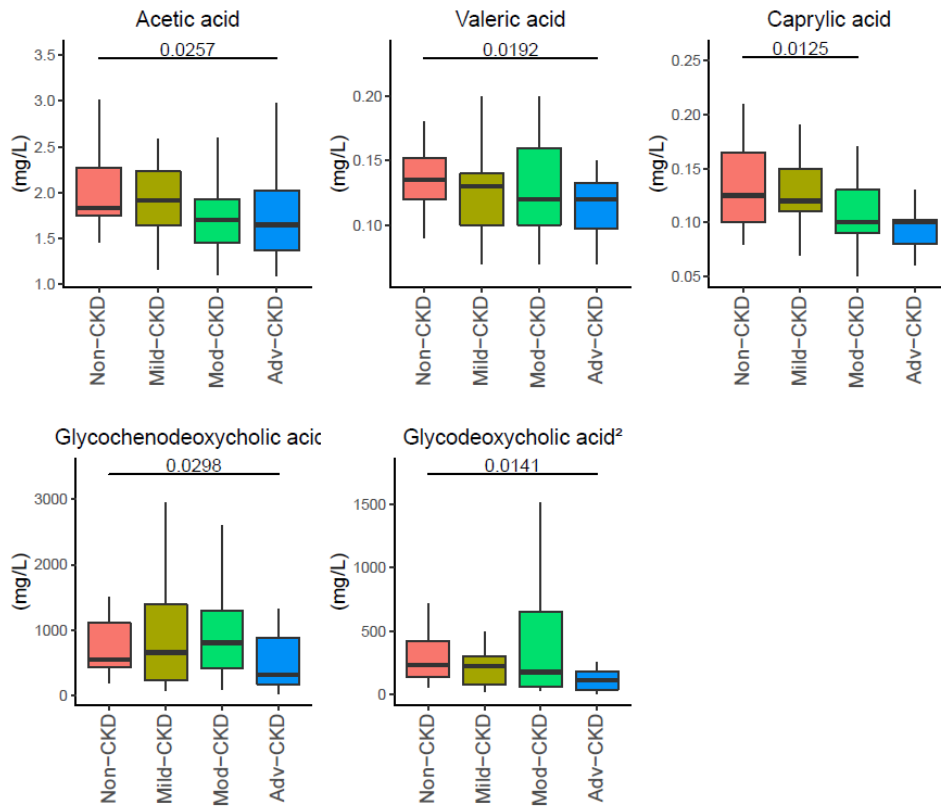 Acetic acid
0.0257
(mg/L)
3.5
3.0
2.5
2.0
1.5
1.0
Non-CKD
Mild-CKD
Mod-CKD
Adv-CKD
Valeric acid
0.0192
(mg/L)
0.20
0.15
0.10
Non-CKD
Mild-CKD
Mod-CKD
Adv-CKD
Caprylic acid
0.0125
(mg/L)
0.25
0.20
0.15
0.10
0.05
Non-CKD
Mild-CKD
Mod-CKD
Adv-CKD
Glycochenodeoxycholic acid
0.0298
(mg/L)
3000
2000
1000
0
Non-CKD
Mild-CKD
Mod-CKD
Adv-CKD
Glycodeoxycholic acid²
0.0141
(mg/L)
1500
1000
500
0
Non-CKD
Mild-CKD
Mod-CKD
Adv-CKD